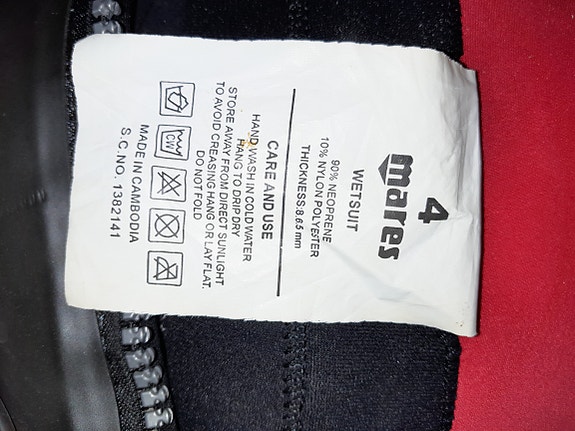 4
mares
WETSUIT
90% NEOPRENE
10% NYLON POLYESTER
THICKNESS:8,6,5 mm
CARE AND USE
HAND WASH IN COLD WATER
HANG TO DRIP DRY
STORE AWAY FROM DIRECT SUNLIGHT
TO AVOID CREASING HANG OR LAY FLAT.
DO NOT FOLD
CW
MADE IN CAMBODIA
S.C.NO. 1382141